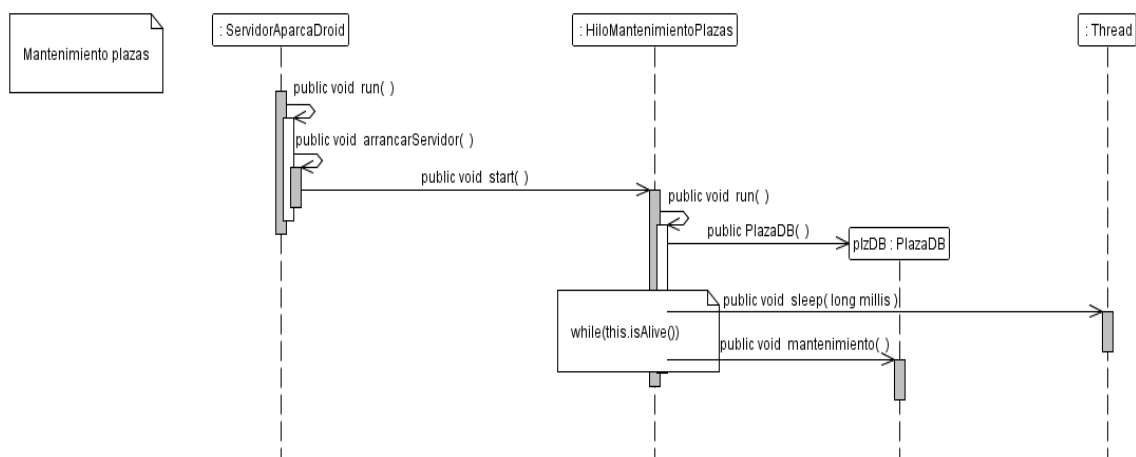 Mantenimiento plazas
: ServidorAparcaDroid
: HiloMantenimientoPlazas
: Thread
public void run( )
public void arrancarServidor( )
public void start( )
public void run( )
public PlazaDB( )
plzDB : PlazaDB
public void sleep( long millis )
while(this.isAlive())
public void mantenimiento( )